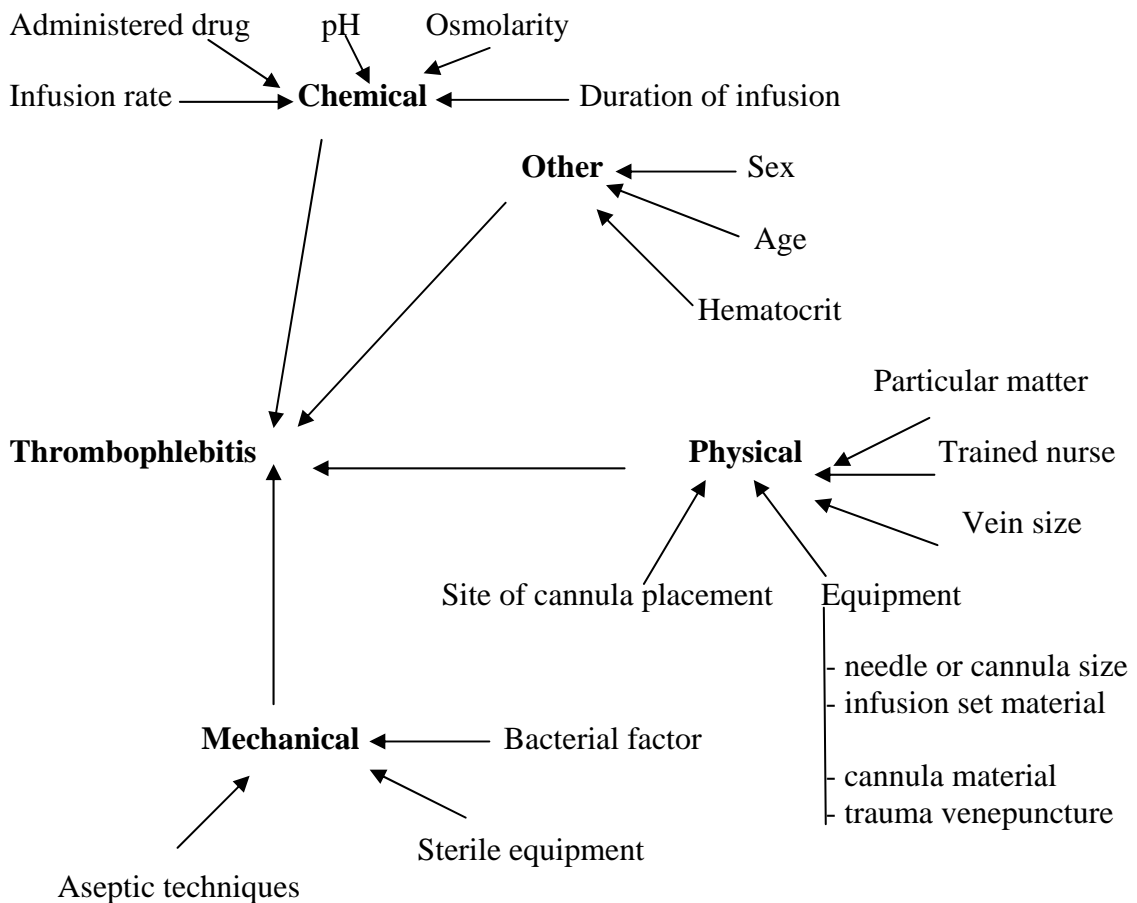 Administered drug pH Osmolarity
Infusion rate Chemical Duration of infusion
Other Sex
Age
Hematocrit
Particular matter
Thrombophlebitis Physical Trained nurse
Vein size
Site of cannula placement Equipment
- needle or cannula size
- infusion set material
Mechanical Bacterial factor
- cannula material
- trauma venepuncture
Sterile equipment
Aseptic techniques